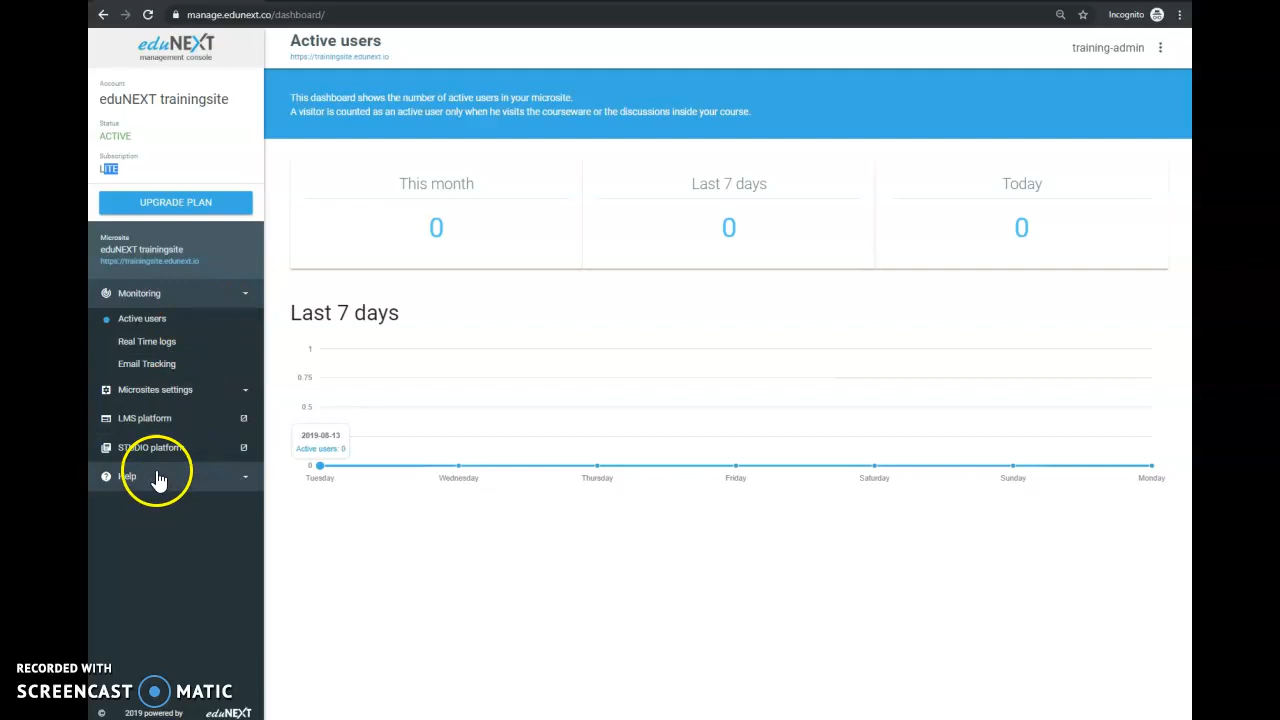 manage.edunext.co/dashboard/
Incognito
eduNEXT
management console
Account
eduNEXT trainingsite
Status
ACTIVE
Subscription
LITE
UPGRADE PLAN
Microsite
eduNEXT trainingsite
https://trainingsite.edunext.io
Monitoring
Active users
Real Time logs
Email Tracking
Microsites settings
LMS platform
STUDIO platform
Help
© 2019 powered by eduNEXT
Active users
https://trainingsite.edunext.io
training-admin
This dashboard shows the number of active users in your microsite.
A visitor is counted as an active user only when he visits the courseware or the discussions inside your course.
This month
0
Last 7 days
0
Today
0
Last 7 days
1
0.75
0.5
2019-08-13
Active users: 0
0
Tuesday Wednesday Thursday Friday Saturday Sunday Monday
RECORDED WITH
SCREENCAST MATIC